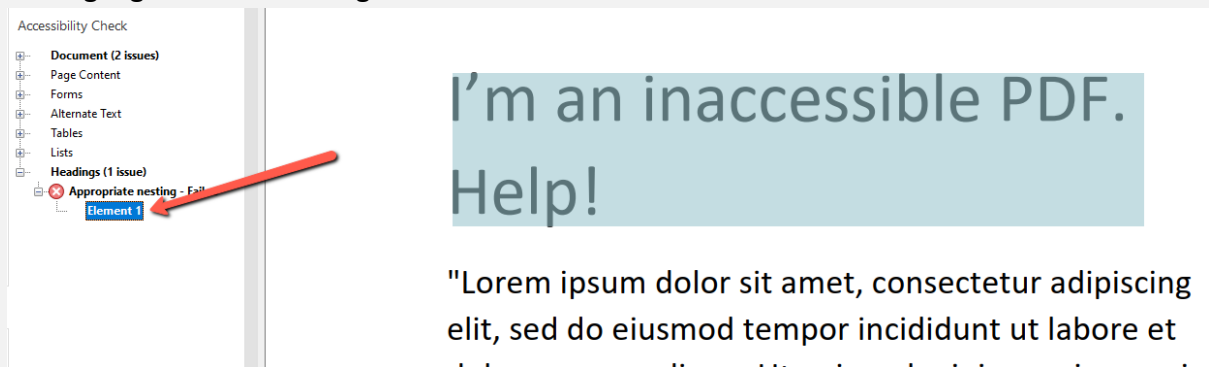 Accessibility Check
Document (2 issues)
Page Content
Forms
Alternate Text
Tables
Lists
Headings (1 issue)
Appropriate nesting -
Element 1
I’m an inaccessible PDF.
Help!
"Lorem ipsum dolor sit amet, consectetur adipiscing
elit, sed do eiusmod tempor incididunt ut labore et